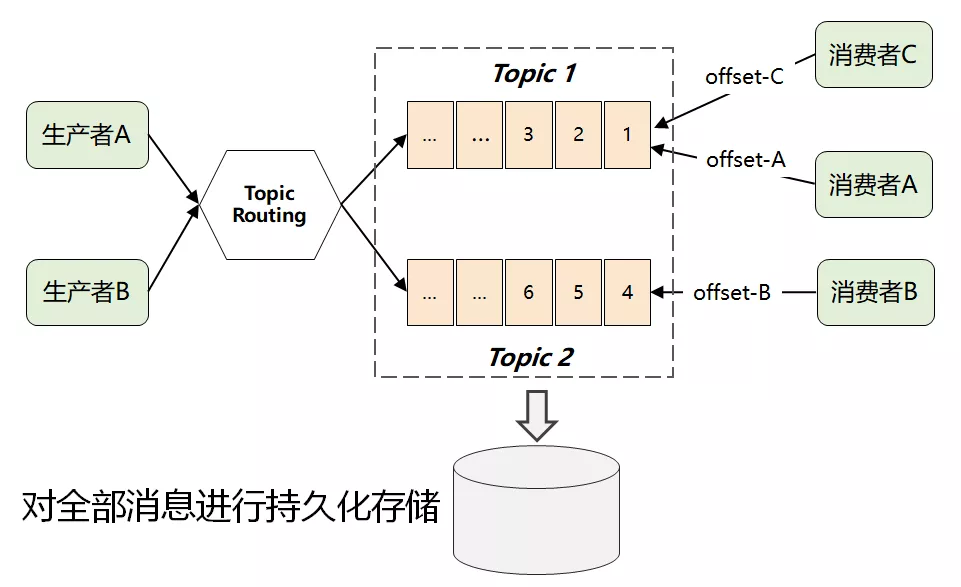 Topic 1
消费者C
offset-C
生产者A
... ... 3 2 1
offset-A
消费者A
Topic
Routing
生产者B
... ... 6 5 4
offset-B
消费者B
Topic 2
对全部消息进行持久化存储